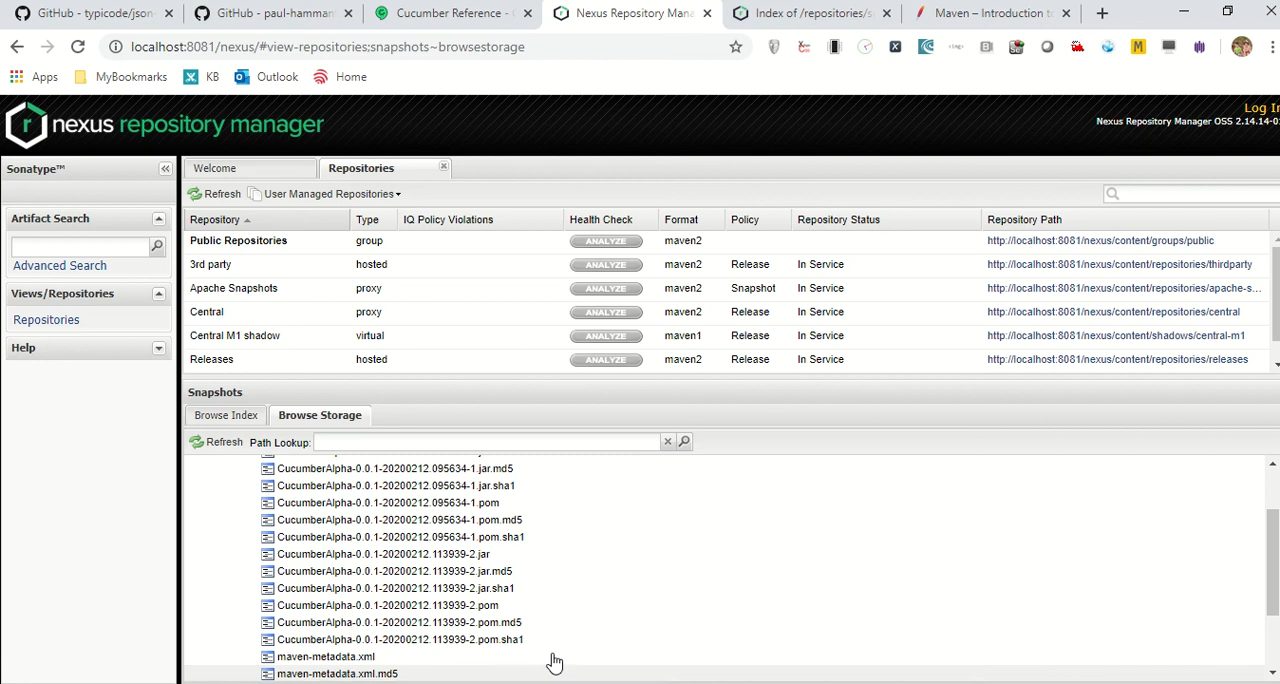 GitHub - typicode/json-
GitHub - paul-hamman
Cucumber Reference - C
Nexus Repository Mana
Index of /repositories/s
Maven – Introduction to
localhost:8081/nexus/#view-repositories:snapshots~browsestorage
Apps
MyBookmarks
KB
Outlook
Home
nexus repository manager
Log In
Nexus Repository Manager OSS 2.14.14-0
Sonatype™
Welcome
Repositories
Refresh
User Managed Repositories
Artifact Search
Advanced Search
Views/Repositories
Repositories
Help
Repository Type IQ Policy Violations Health Check Format Policy Repository Status Repository Path
Public Repositories group ANALYZE maven2 http://localhost:8081/nexus/content/groups/public
3rd party hosted ANALYZE maven2 Release In Service http://localhost:8081/nexus/content/repositories/thirdparty
Apache Snapshots proxy ANALYZE maven2 Snapshot In Service http://localhost:8081/nexus/content/repositories/apache-s...
Central proxy ANALYZE maven2 Release In Service http://localhost:8081/nexus/content/repositories/central
Central M1 shadow virtual ANALYZE maven1 Release In Service http://localhost:8081/nexus/content/shadows/central-m1
Releases hosted ANALYZE maven2 Release In Service http://localhost:8081/nexus/content/repositories/releases
Snapshots
Browse Index
Browse Storage
Refresh Path Lookup:
CucumberAlpha-0.0.1-20200212.095634-1.jar.md5
CucumberAlpha-0.0.1-20200212.095634-1.jar.sha1
CucumberAlpha-0.0.1-20200212.095634-1.pom
CucumberAlpha-0.0.1-20200212.095634-1.pom.md5
CucumberAlpha-0.0.1-20200212.095634-1.pom.sha1
CucumberAlpha-0.0.1-20200212.113939-2.jar
CucumberAlpha-0.0.1-20200212.113939-2.jar.md5
CucumberAlpha-0.0.1-20200212.113939-2.jar.sha1
CucumberAlpha-0.0.1-20200212.113939-2.pom
CucumberAlpha-0.0.1-20200212.113939-2.pom.md5
CucumberAlpha-0.0.1-20200212.113939-2.pom.sha1
maven-metadata.xml
maven-metadata.xml.md5